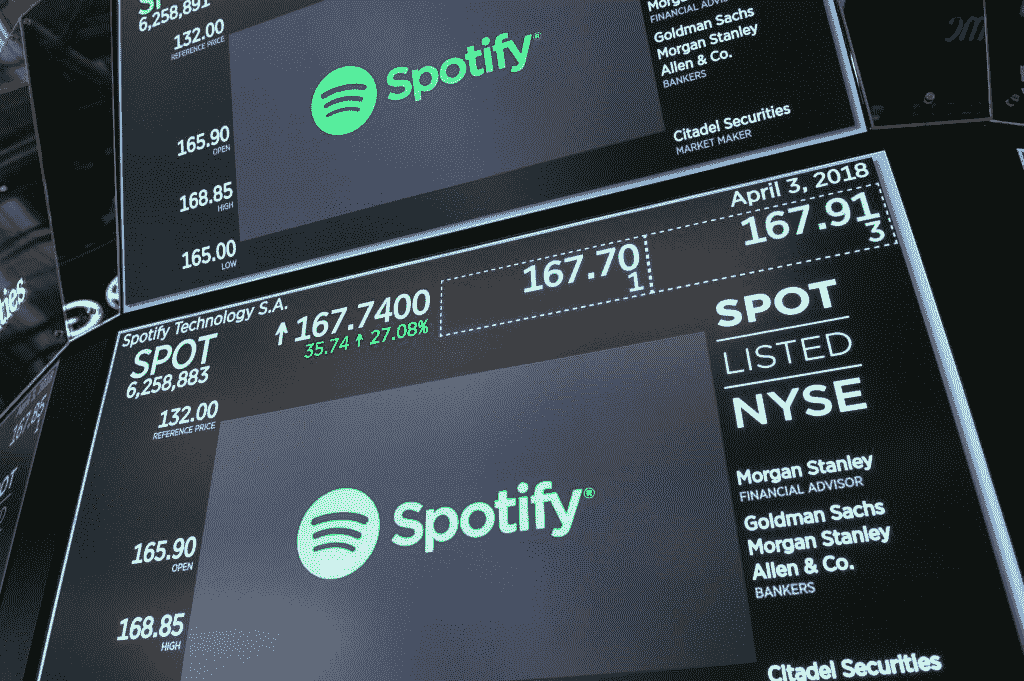 6,258,891
132.00
REFERENCE PRICE
165.90
OPEN
168.85
HIGH
165.00
LOW
Spotify®
FINANCIAL ADVISOR
Goldman Sachs
Morgan Stanley
Allen & Co.
BANKERS
Citadel Securities
MARKET MAKER
April 3, 2018
Spotify Technology S.A.
SPOT
6,258,883
↑167.7400
35.74 ↑ 27.08%
167.70
1
167.91
3
132.00
REFERENCE PRICE
165.90
OPEN
168.85
HIGH
Spotify®
SPOT
LISTED
NYSE
Morgan Stanley
FINANCIAL ADVISOR
Goldman Sachs
Morgan Stanley
Allen & Co.
BANKERS
Citadel Securities